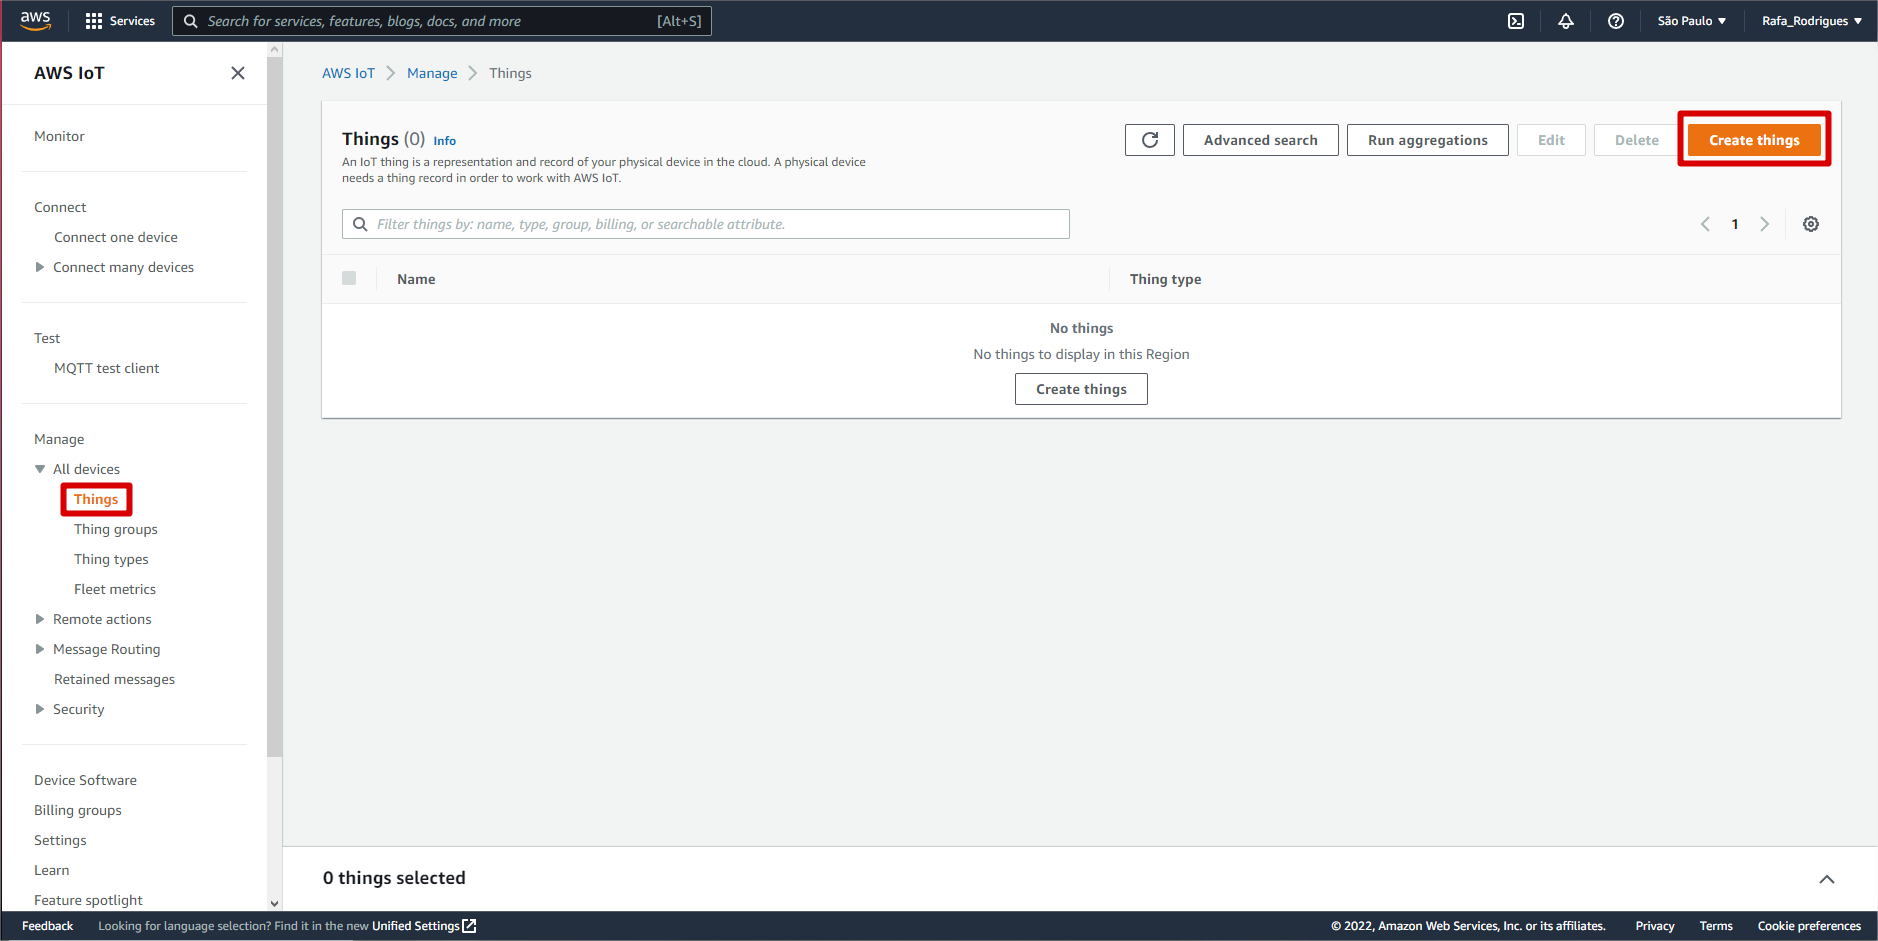 aws
Services
Search for services, features, blogs, docs, and more
[Alt+S]
São Paulo
Rafa_Rodrigues
AWS IoT
Monitor
Connect
Connect one device
Connect many devices
Test
MQTT test client
Manage
All devices
Things
Thing groups
Thing types
Fleet metrics
Remote actions
Message Routing
Retained messages
Security
Device Software
Billing groups
Settings
Learn
Feature spotlight
AWS IoT
Manage
Things
Things (0) Info
An IoT thing is a representation and record of your physical device in the cloud. A physical device
needs a thing record in order to work with AWS IoT.
Advanced search
Run aggregations
Edit
Delete
Create things
Filter things by: name, type, group, billing, or searchable attribute.
1
Name
Thing type
No things
No things to display in this Region
Create things
0 things selected
Feedback
Looking for language selection? Find it in the new Unified Settings
© 2022, Amazon Web Services, Inc. or its affiliates.
Privacy
Terms
Cookie preferences